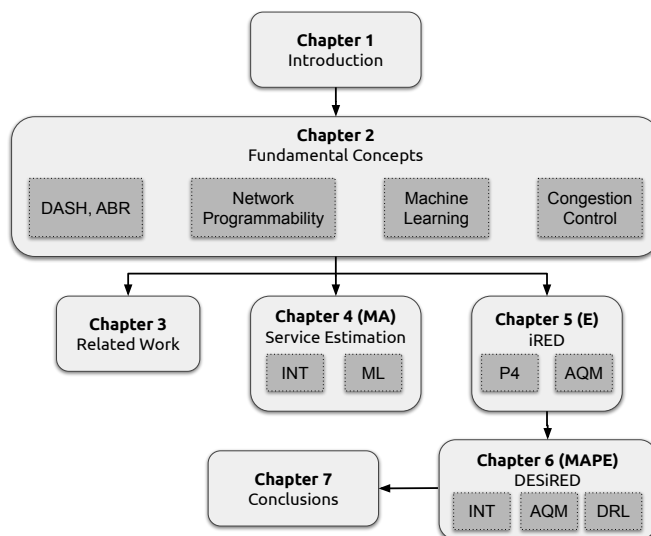 Chapter 1
Introduction
Chapter 2
Fundamental Concepts
DASH, ABR
Network
Programmability
Machine
Learning
Congestion
Control
Chapter 3
Related Work
Chapter 4 (MA)
Service Estimation
INT
ML
Chapter 5 (E)
iRED
P4
AQM
Chapter 6 (MAPE)
DESiRED
INT
AQM
DRL
Chapter 7
Conclusions